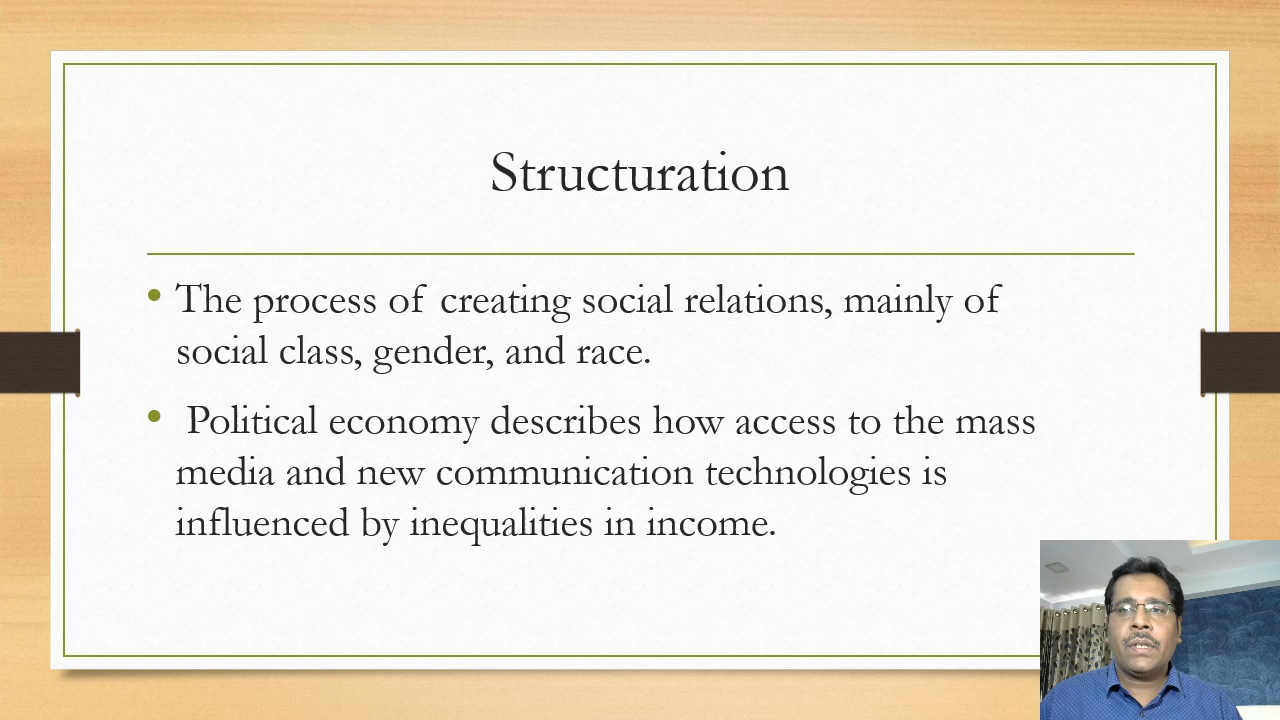 Structuration
• The process of creating social relations, mainly of
social class, gender, and race.
• Political economy describes how access to the mass
media and new communication technologies is
influenced by inequalities in income.